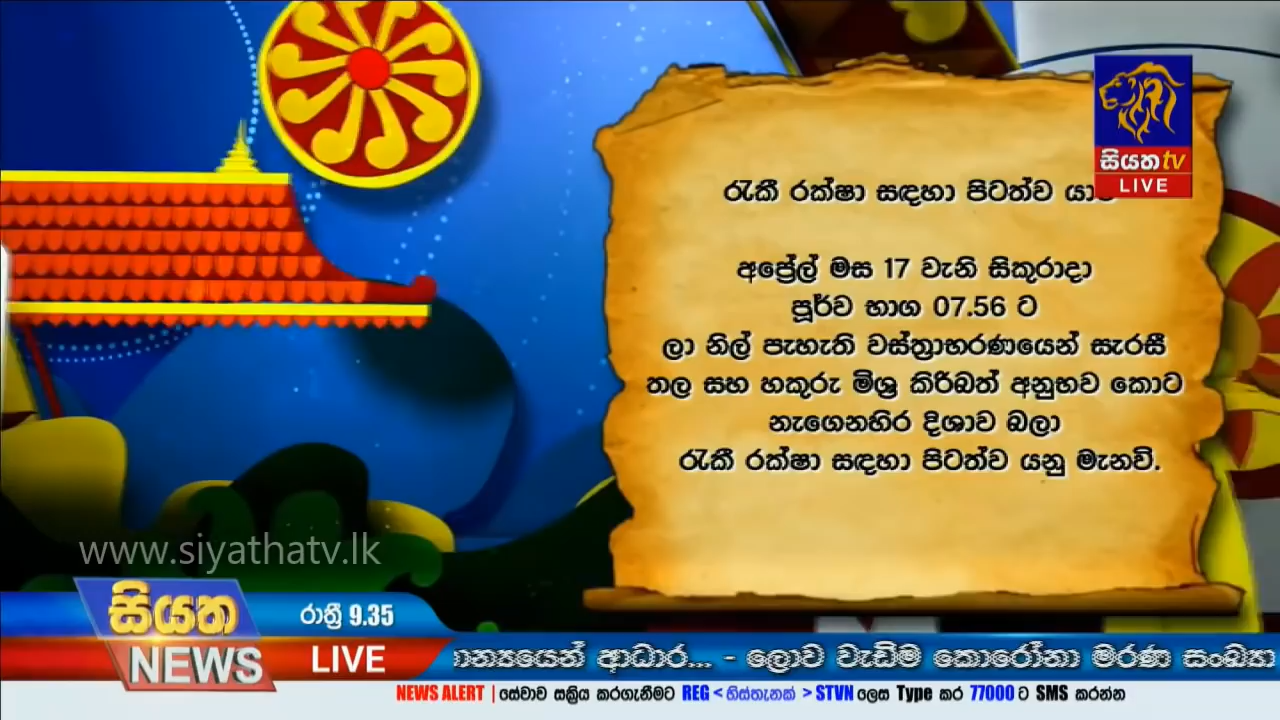 සියත tv
LIVE
රැකී රක්ෂා සඳහා පිටත්ව
අප්‍රේල් මස 17 වැනි සිකුරාදා
පූර්ව භාග 07.56 ට
ලා නිල් පැහැති වස්ත්‍රාභරණයෙන් සැරසී
තල සහ හකුරු මිශ්‍ර කිරිබත් අනුභව කොට
නැගෙනහිර දිශාව බලා
රැකී රක්ෂා සඳහා පිටත්ව යනු මැනවි.
www.siyathatv.lk
සියත
රාත්‍රී 9.35
NEWS
LIVE
ආධාර... - ලොව වැඩිම කොරෝනා මරණ සංඛ්‍යා
NEWS ALERT | සේවාව සක්‍රිය කරගැනීමට REG < හිස්තැනක් > STVN ලෙස Type කර 77000 ට SMS කරන්න